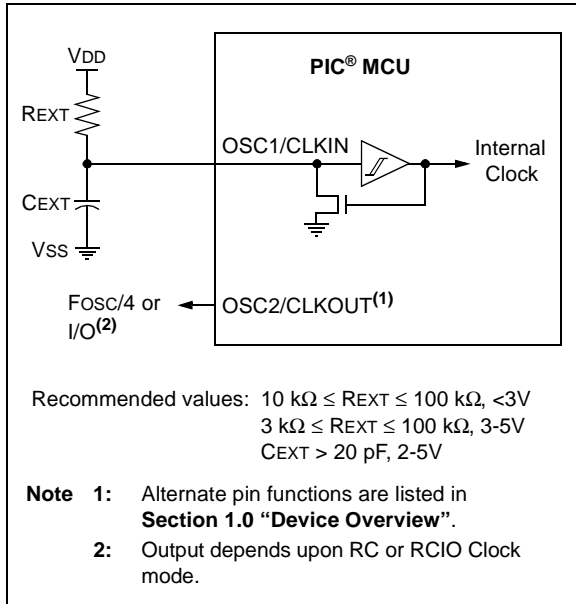 VDD
PIC® MCU
REXT
OSC1/CLKIN
Internal
Clock
CEXT
VSS
FOSC/4 or
I/O(2)
OSC2/CLKOUT(1)
Recommended values: 10 kΩ ≤ REXT ≤ 100 kΩ, <3V
3 kΩ ≤ REXT ≤ 100 kΩ, 3-5V
CEXT > 20 pF, 2-5V
Note 1: Alternate pin functions are listed in
Section 1.0 “Device Overview”.
2: Output depends upon RC or RCIO Clock
mode.